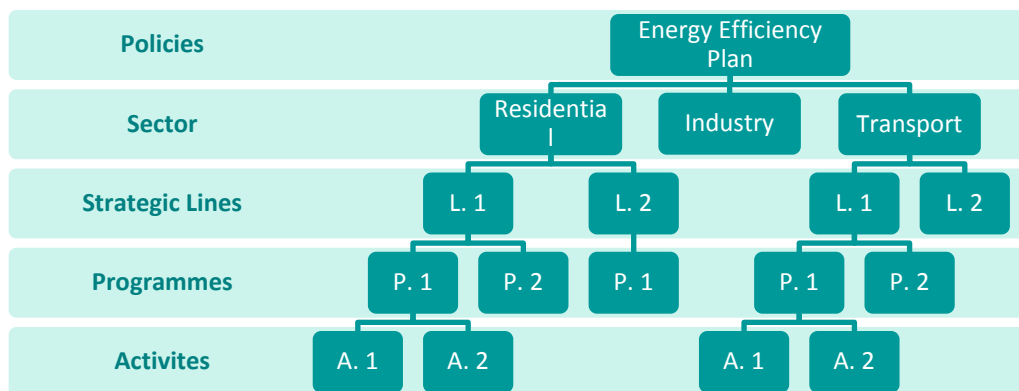 Policies
Energy Efficiency
Plan
Sector
Residentia
l
Industry
Transport
Strategic Lines
L. 1
L. 2
L. 1
L. 2
Programmes
P. 1
P. 2
P. 1
P. 1
P. 2
Activites
A. 1
A. 2
A. 1
A. 2